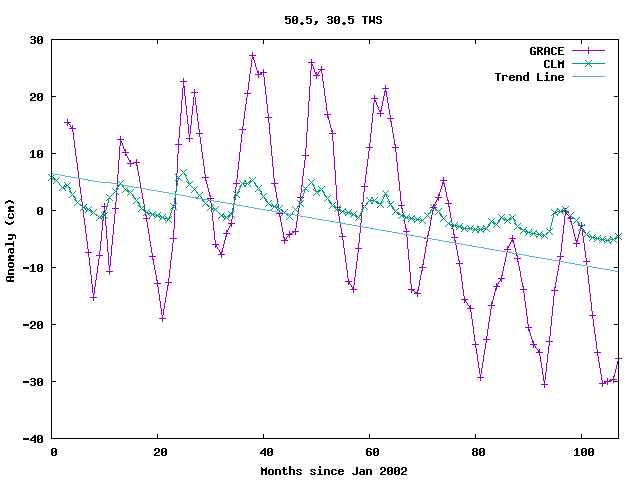 50.5, 30.5 TWS
GRACE
CLM
Trend Line
30
20
10
0
-10
-20
-30
-40
Anomaly (cm)
0 20 40 60 80 100
Months since Jan 2002